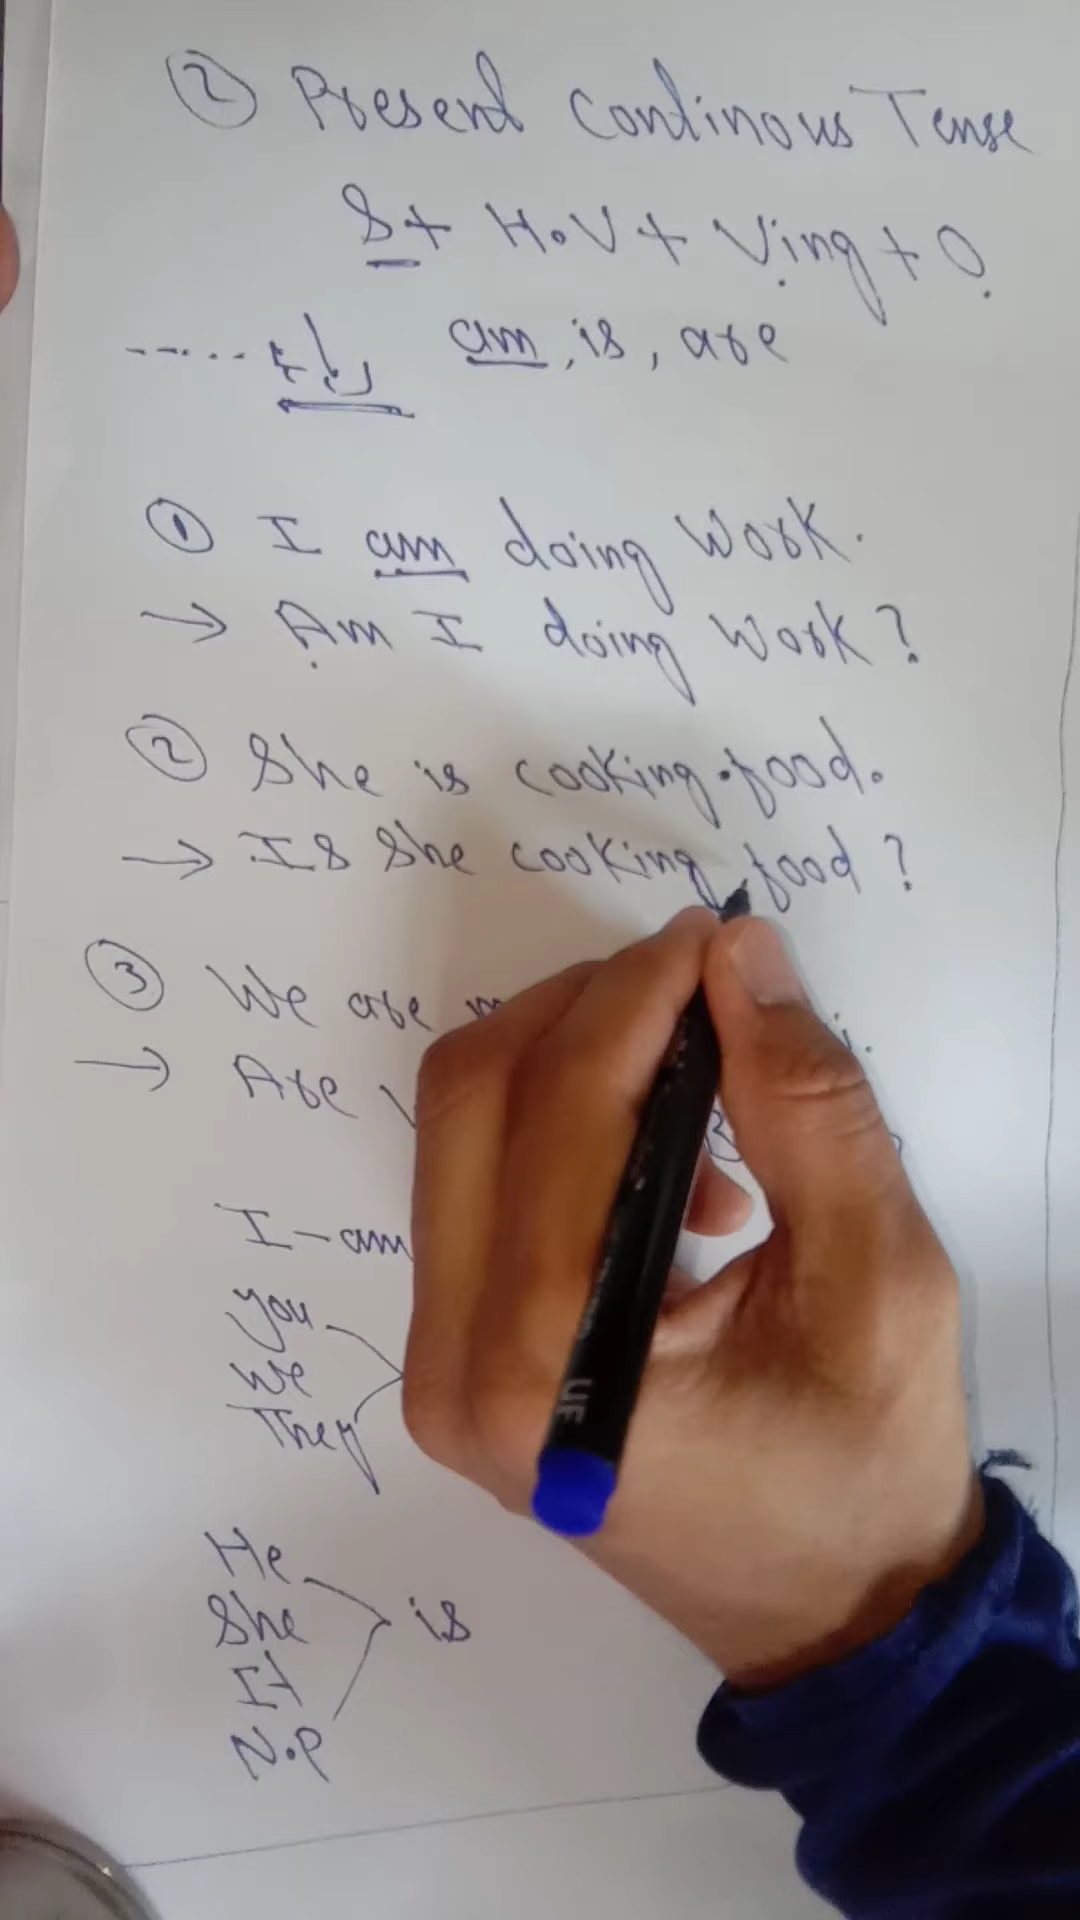 ② Present Continous Tense
S + H.V + Ving + O
am, is, are
① I am doing work.
→ Am I doing work?
② She is cooking food.
→ Is She cooking food?
③ We are
→ Are
I - am
you
we
They
He
She is
It
N.P